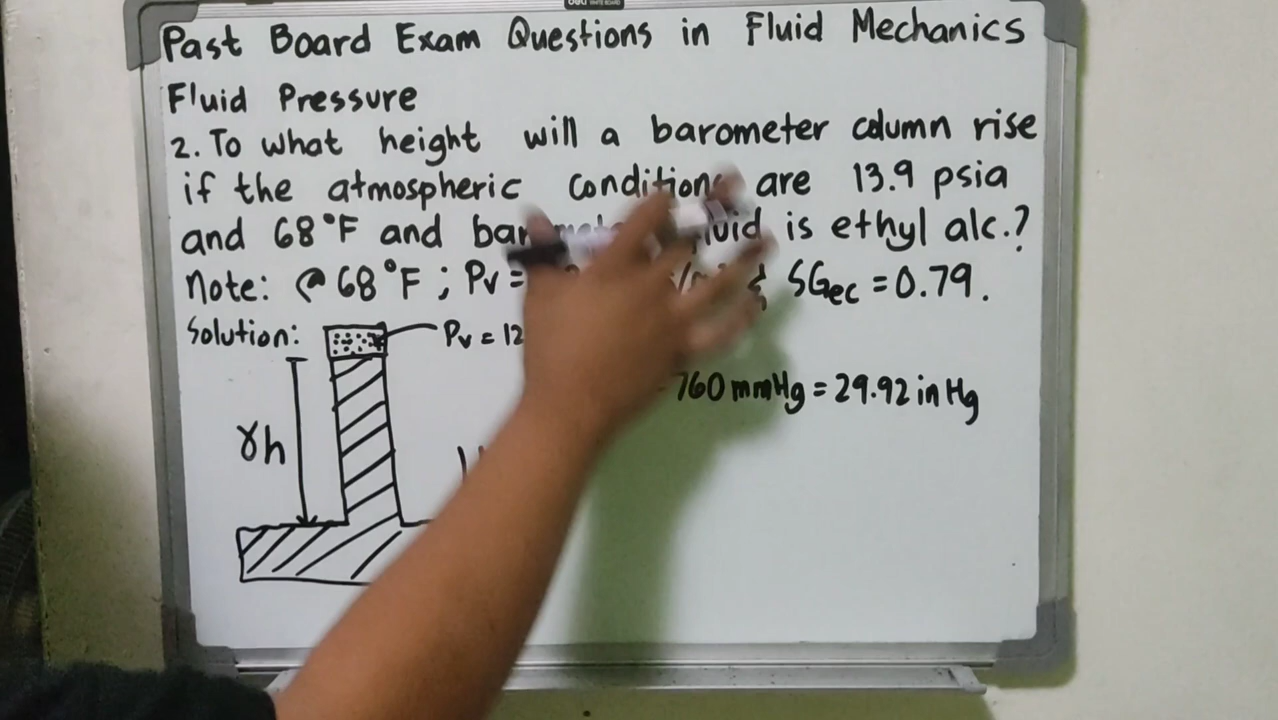 Past Board Exam Questions in Fluid Mechanics
Fluid Pressure
2. To what height will a barometer column rise
if the atmospheric conditions are 13.9 psia
and 68°F and is ethyl alc.?
Note: @ 68°F ; Pv = & SGec = 0.79.
Solution: Pv = 12
760 mmHg = 29.92 in Hg
γh